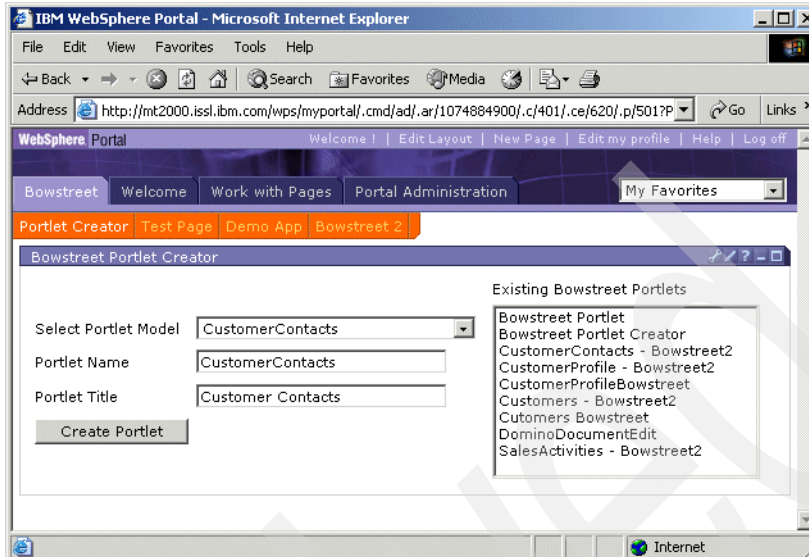 IBM WebSphere Portal - Microsoft Internet Explorer
File Edit View Favorites Tools Help
Back Search Favorites Media
Address http://mt2000.issl.ibm.com/wps/myportal/.cmd/ad/.ar/1074884900/.c/401/.ce/620/.p/501?P Go Links »
WebSphere Portal Welcome ! | Edit Layout | New Page | Edit my profile | Help | Log off
Bowstreet Welcome Work with Pages Portal Administration My Favorites
Portlet Creator Test Page Demo App Bowstreet 2
Bowstreet Portlet Creator
Existing Bowstreet Portlets
Select Portlet Model CustomerContacts
Portlet Name CustomerContacts
Portlet Title Customer Contacts
Create Portlet
Bowstreet Portlet
Bowstreet Portlet Creator
CustomerContacts - Bowstreet2
CustomerProfile - Bowstreet2
CustomerProfileBowstreet
Customers - Bowstreet2
Cutomers Bowstreet
DominoDocumentEdit
SalesActivities - Bowstreet2
Internet